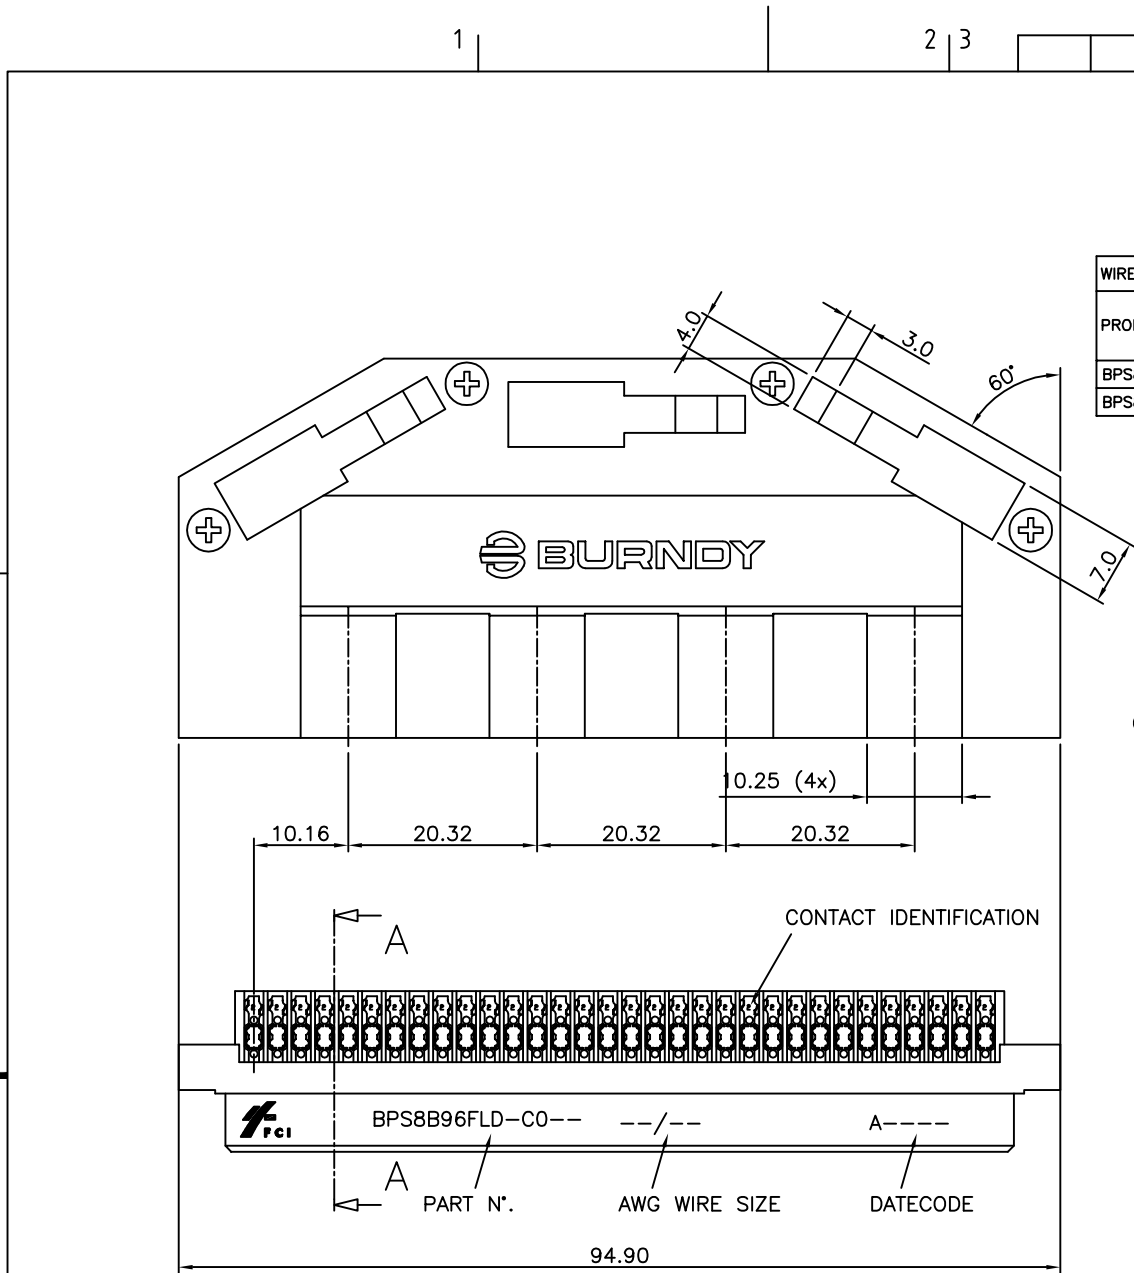 1
2 3
WIRE
4.0
3.0
60°
BPS
BPS
BURNDY
7.0
10.25 (4x)
10.16 20.32 20.32 20.32
CONTACT IDENTIFICATION
A
FCI
BPS8B96FLD-C0-- --/-- A----
A
PART N°. AWG WIRE SIZE DATECODE
94.90